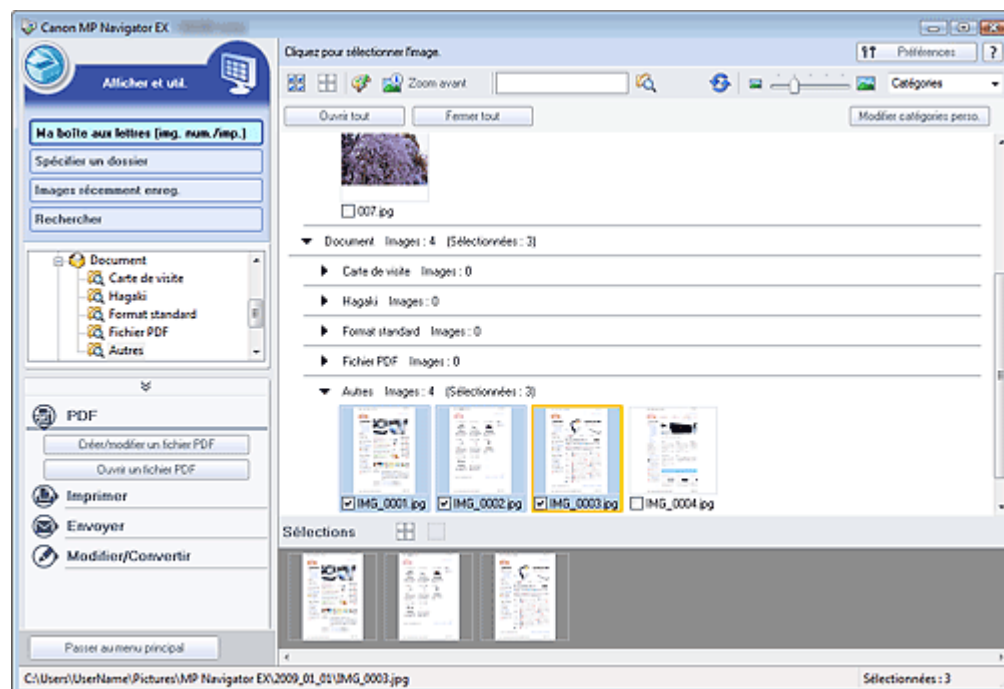 Canon MP Navigator EX
Afficher et util.
Ma boîte aux lettres (img. num./imp.)
Spécifier un dossier
Images récemment enreg.
Rechercher
Document
Carte de visite
Hagaki
Format standard
Fichier PDF
Autres
PDF
Créer/modifier un fichier PDF
Ouvrir un fichier PDF
Imprimer
Envoyer
Modifier/Convertir
Passer au menu principal
Cliquez pour sélectionner l'image.
Préférences
?
Zoom avant
Catégories
Ouvrir tout
Fermer tout
Modifier catégories perso.
007.jpg
Document Images : 4 (Sélectionnées : 3)
Carte de visite Images : 0
Hagaki Images : 0
Format standard Images : 0
Fichier PDF Images : 0
Autres Images : 4 (Sélectionnées : 3)
IMG_0001.jpg IMG_0002.jpg IMG_0003.jpg IMG_0004.jpg
Sélections
C:\Users\UserName\Pictures\MP Navigator EX\2009_01_01\IMG_0003.jpg
Sélectionnées : 3